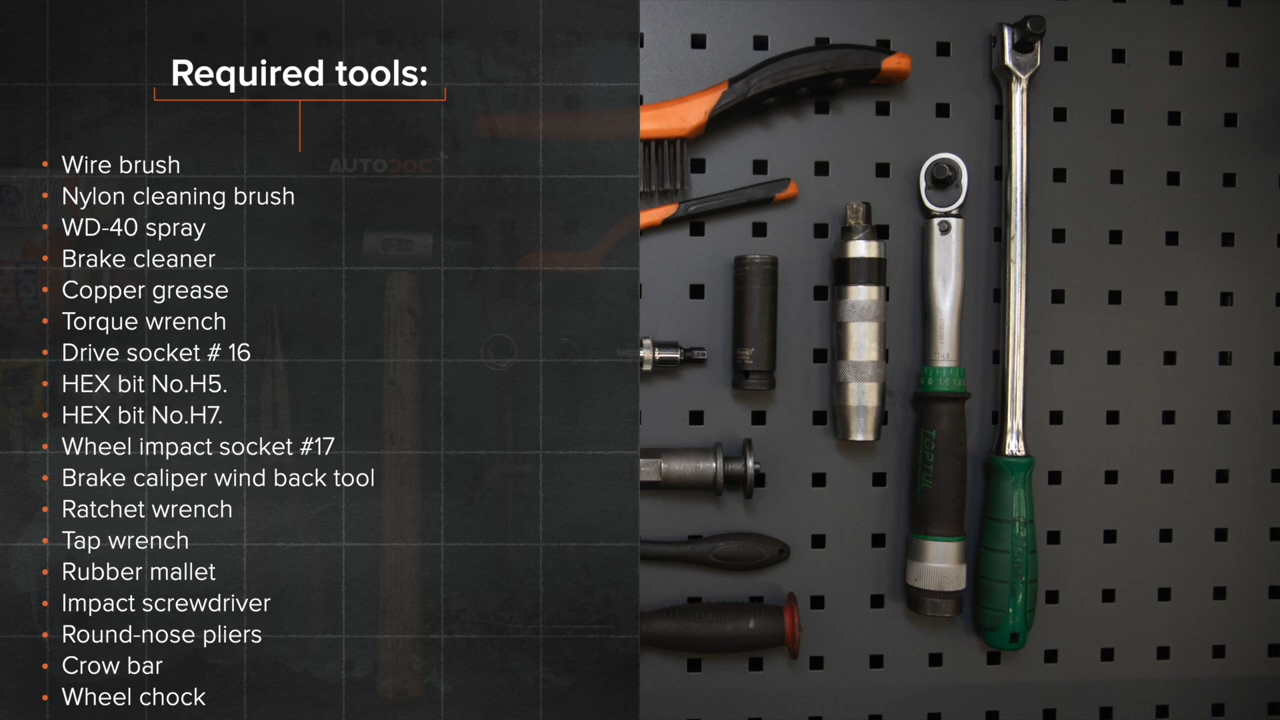 Required tools:
AUTODOC
Wire brush
Nylon cleaning brush
WD-40 spray
Brake cleaner
Copper grease
Torque wrench
Drive socket # 16
HEX bit No.H5.
HEX bit No.H7.
Wheel impact socket #17
Brake caliper wind back tool
Ratchet wrench
Tap wrench
Rubber mallet
Impact screwdriver
Round-nose pliers
Crow bar
Wheel chock
TOPTUL